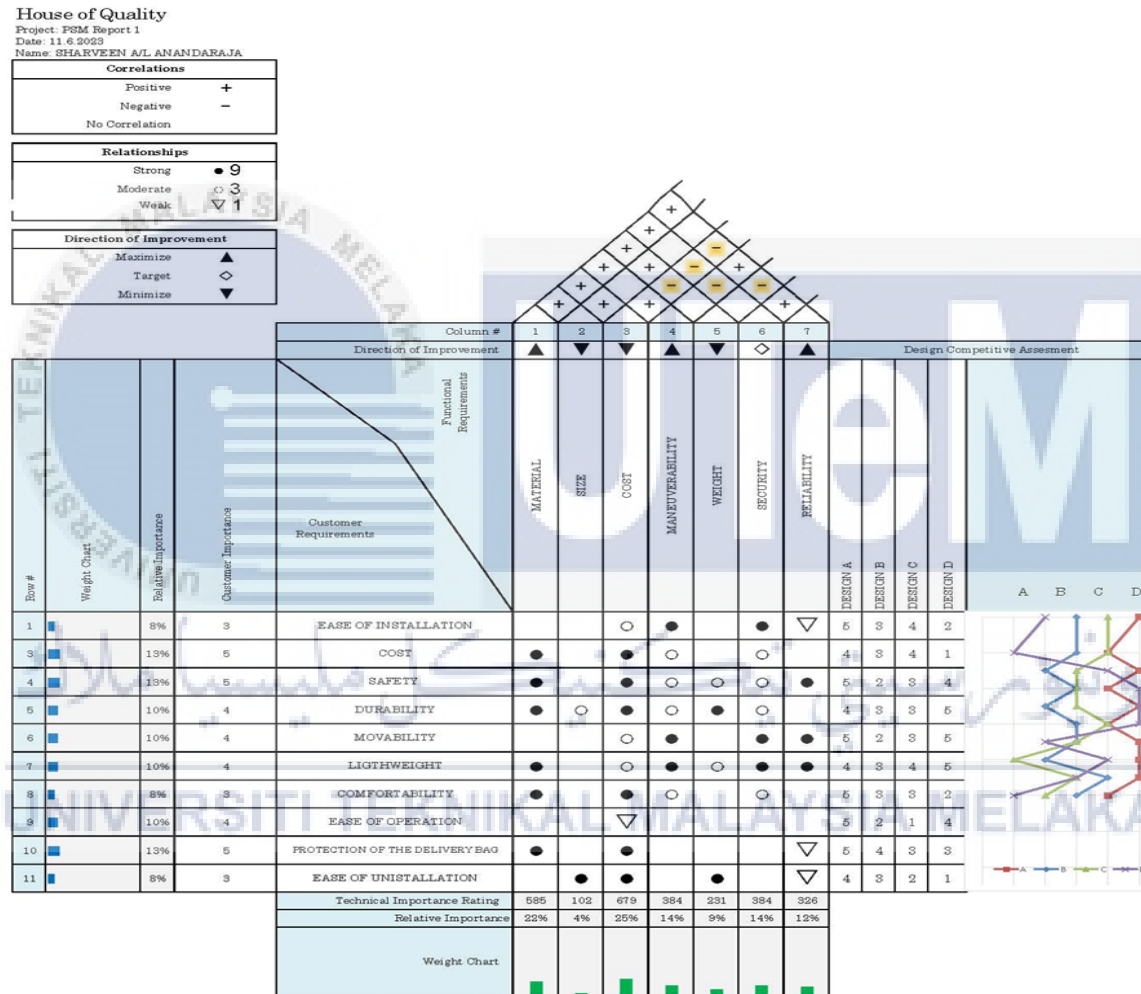 House of Quality
Project: PSM Report 1
Date: 11.6.2023
Name: SHARVEEN A/L ANANDARAJA
Correlations
Positive +
Negative −
No Correlation
Relationships
Strong ● 9
Moderate ○ 3
Weak ▽ 1
Direction of Improvement
Maximize ▲
Target ◇
Minimize ▼
Column # 1 2 3 4 5 6 7
Direction of Improvement ▲ ▼ ▼ ▲ ▼ ◇ ▲ Design Competitive Assesment
Row # Weight Chart Relative Importance Customer Importance Customer Requirements Functional Requirements MATERIAL SIZE COST MANEUVERABILITY WEIGHT SECURITY RELIABILITY DESIGN A DESIGN B DESIGN C DESIGN D A B C D
1 8% 3 EASE OF INSTALLATION ○ ● ● ▽ 5 3 4 2
3 13% 5 COST ● ● ○ ○ 4 3 4 1
4 13% 5 SAFETY ● ● ○ ○ ○ ● 5 2 3 4
5 10% 4 DURABILITY ● ○ ● ○ ● ○ 4 3 3 5
6 10% 4 MOVABILITY ○ ● ● ● 5 2 3 5
7 10% 4 LIGTHWEIGHT ● ○ ● ○ ● ● 4 3 4 5
8 8% 3 COMFORTABILITY ● ● ○ ○ 5 3 3 2
9 10% 4 EASE OF OPERATION ▽ 5 2 1 4
10 13% 5 PROTECTION OF THE DELIVERY BAG ● ● ▽ 5 4 3 3
11 8% 3 EASE OF UNISTALLATION ● ● ● ▽ 4 3 2 1
A B C
Technical Importance Rating 585 102 679 384 231 384 326
Relative Importance 22% 4% 25% 14% 9% 14% 12%
Weight Chart
UTeM
UNIVERSITI TEKNIKAL MALAYSIA MELAKA
اونيۏرسيتي تيكنيكل مليسيا ملاك
UNIVERSITI TEKNIKAL MALAYSIA MELAKA